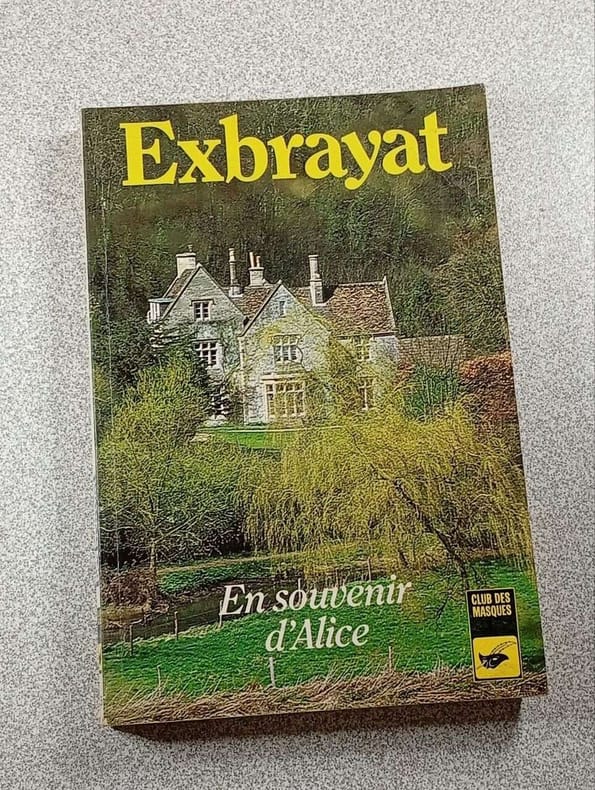 Exbrayat
En souvenir
d'Alice
CLUB DES
MASQUES